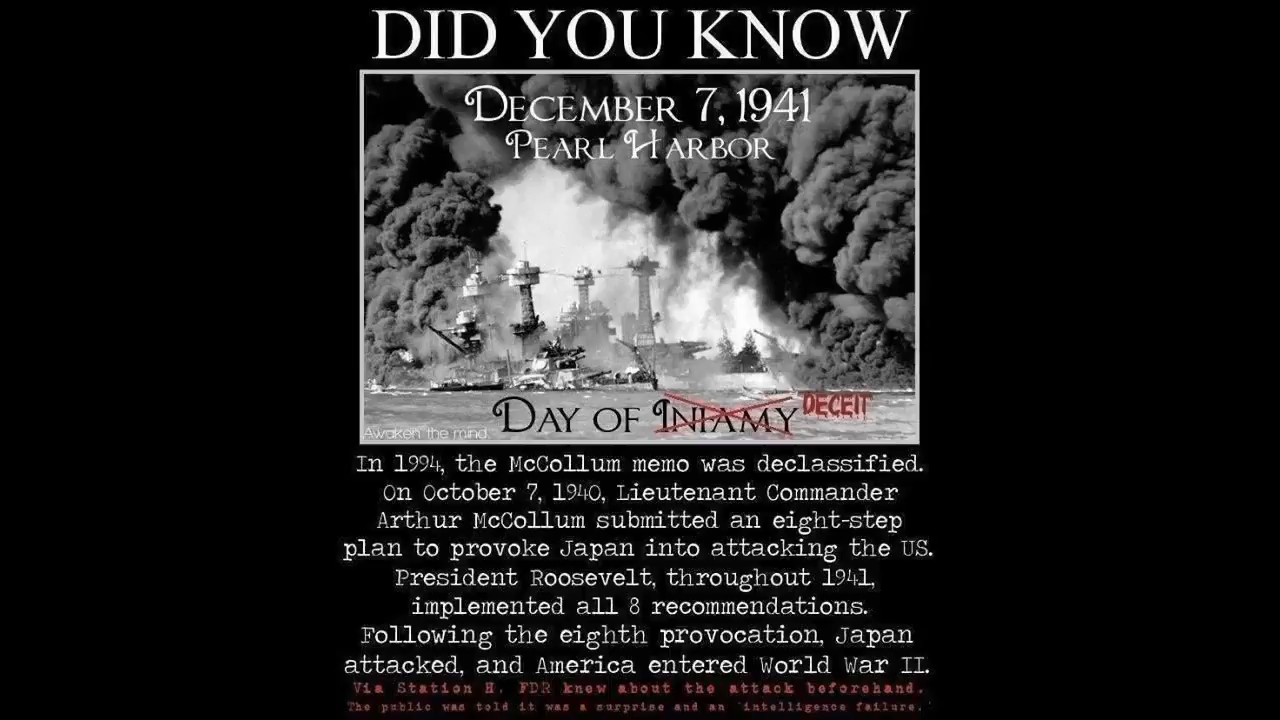 DID YOU KNOW
DECEMBER 7, 1941
PEARL HARBOR
DAY OF INFAMY DECEIT
Awaken the mind.
In 1994, the McCollum memo was declassified.
On October 7, 1940, Lieutenant Commander
Arthur McCollum submitted an eight-step
plan to provoke Japan into attacking the US.
President Roosevelt, throughout 1941,
implemented all 8 recommendations.
Following the eighth provocation, Japan
attacked, and America entered World War II.
Via Station H, FDR knew about the attack beforehand.
The public was told it was a surprise and an 'intelligence failure.'